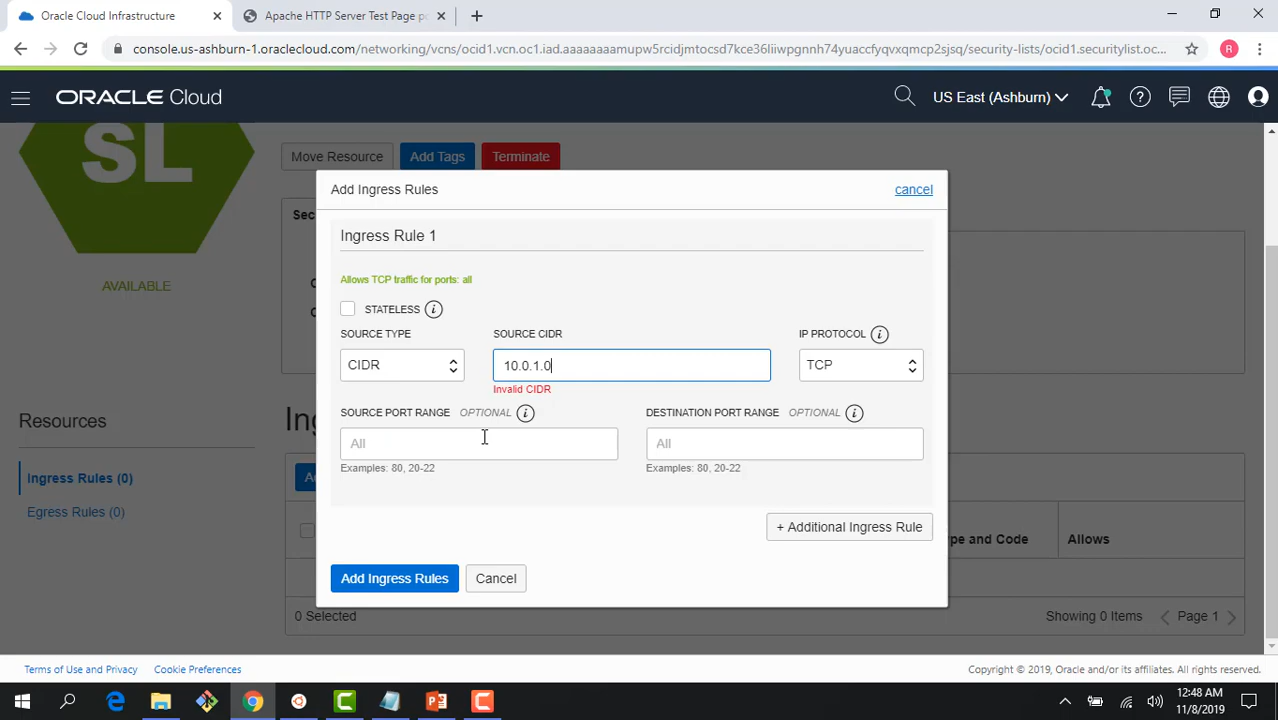 Oracle Cloud Infrastructure
Apache HTTP Server Test Page po
console.us-ashburn-1.oraclecloud.com/networking/vcns/ocid1.vcn.oc1.iad.aaaaaaaamupw5rcidjmtocsd7kce36liiwpgnnh74yuaccfyqvxqmcp2sjsq/security-lists/ocid1.securitylist.oc...
R
ORACLE Cloud
US East (Ashburn)
SL
Move Resource
Add Tags
Terminate
Add Ingress Rules
cancel
Sec
Ingress Rule 1
Allows TCP traffic for ports: all
AVAILABLE
STATELESS
SOURCE TYPE
SOURCE CIDR
IP PROTOCOL
CIDR
10.0.1.0
TCP
Invalid CIDR
SOURCE PORT RANGE OPTIONAL
DESTINATION PORT RANGE OPTIONAL
Resources
In
All
All
Examples: 80, 20-22
Examples: 80, 20-22
Ingress Rules (0)
A
Egress Rules (0)
+ Additional Ingress Rule
ype and Code
Allows
Add Ingress Rules
Cancel
0 Selected
Showing 0 Items
Page 1
Terms of Use and Privacy
Cookie Preferences
Copyright © 2019, Oracle and/or its affiliates. All rights reserved.
12:48 AM
11/8/2019